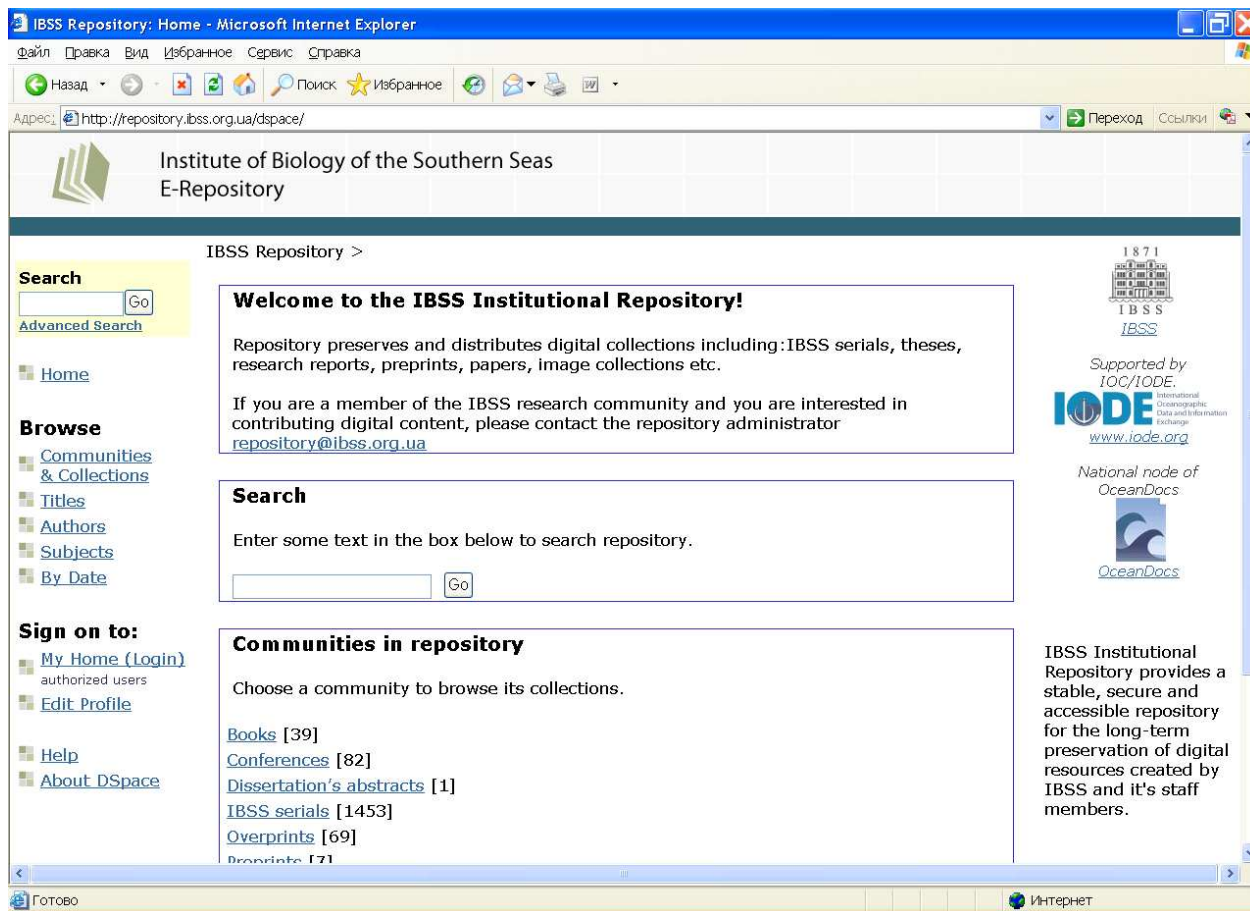 IBSS Repository: Home - Microsoft Internet Explorer
Файл Правка Вид Избранное Сервис Справка
Назад Поиск Избранное
Адрес: http://repository.ibss.org.ua/dspace/ Переход Ссылки
Institute of Biology of the Southern Seas
E-Repository
IBSS Repository >
Search
Go
Advanced Search
Home
Browse
Communities
& Collections
Titles
Authors
Subjects
By Date
Sign on to:
My Home (Login)
authorized users
Edit Profile
Help
About DSpace
Welcome to the IBSS Institutional Repository!
Repository preserves and distributes digital collections including:IBSS serials, theses,
research reports, preprints, papers, image collections etc.
If you are a member of the IBSS research community and you are interested in
contributing digital content, please contact the repository administrator
repository@ibss.org.ua
Search
Enter some text in the box below to search repository.
Go
Communities in repository
Choose a community to browse its collections.
Books [39]
Conferences [82]
Dissertation's abstracts [1]
IBSS serials [1453]
Overprints [69]
Preprints [7]
1871
IBSS
IBSS
Supported by
IOC/IODE.
IODE
International
Oceanographic
Data and Information
Exchange
www.iode.org
National node of
OceanDocs
OceanDocs
IBSS Institutional
Repository provides a
stable, secure and
accessible repository
for the long-term
preservation of digital
resources created by
IBSS and it's staff
members.
Готово Интернет